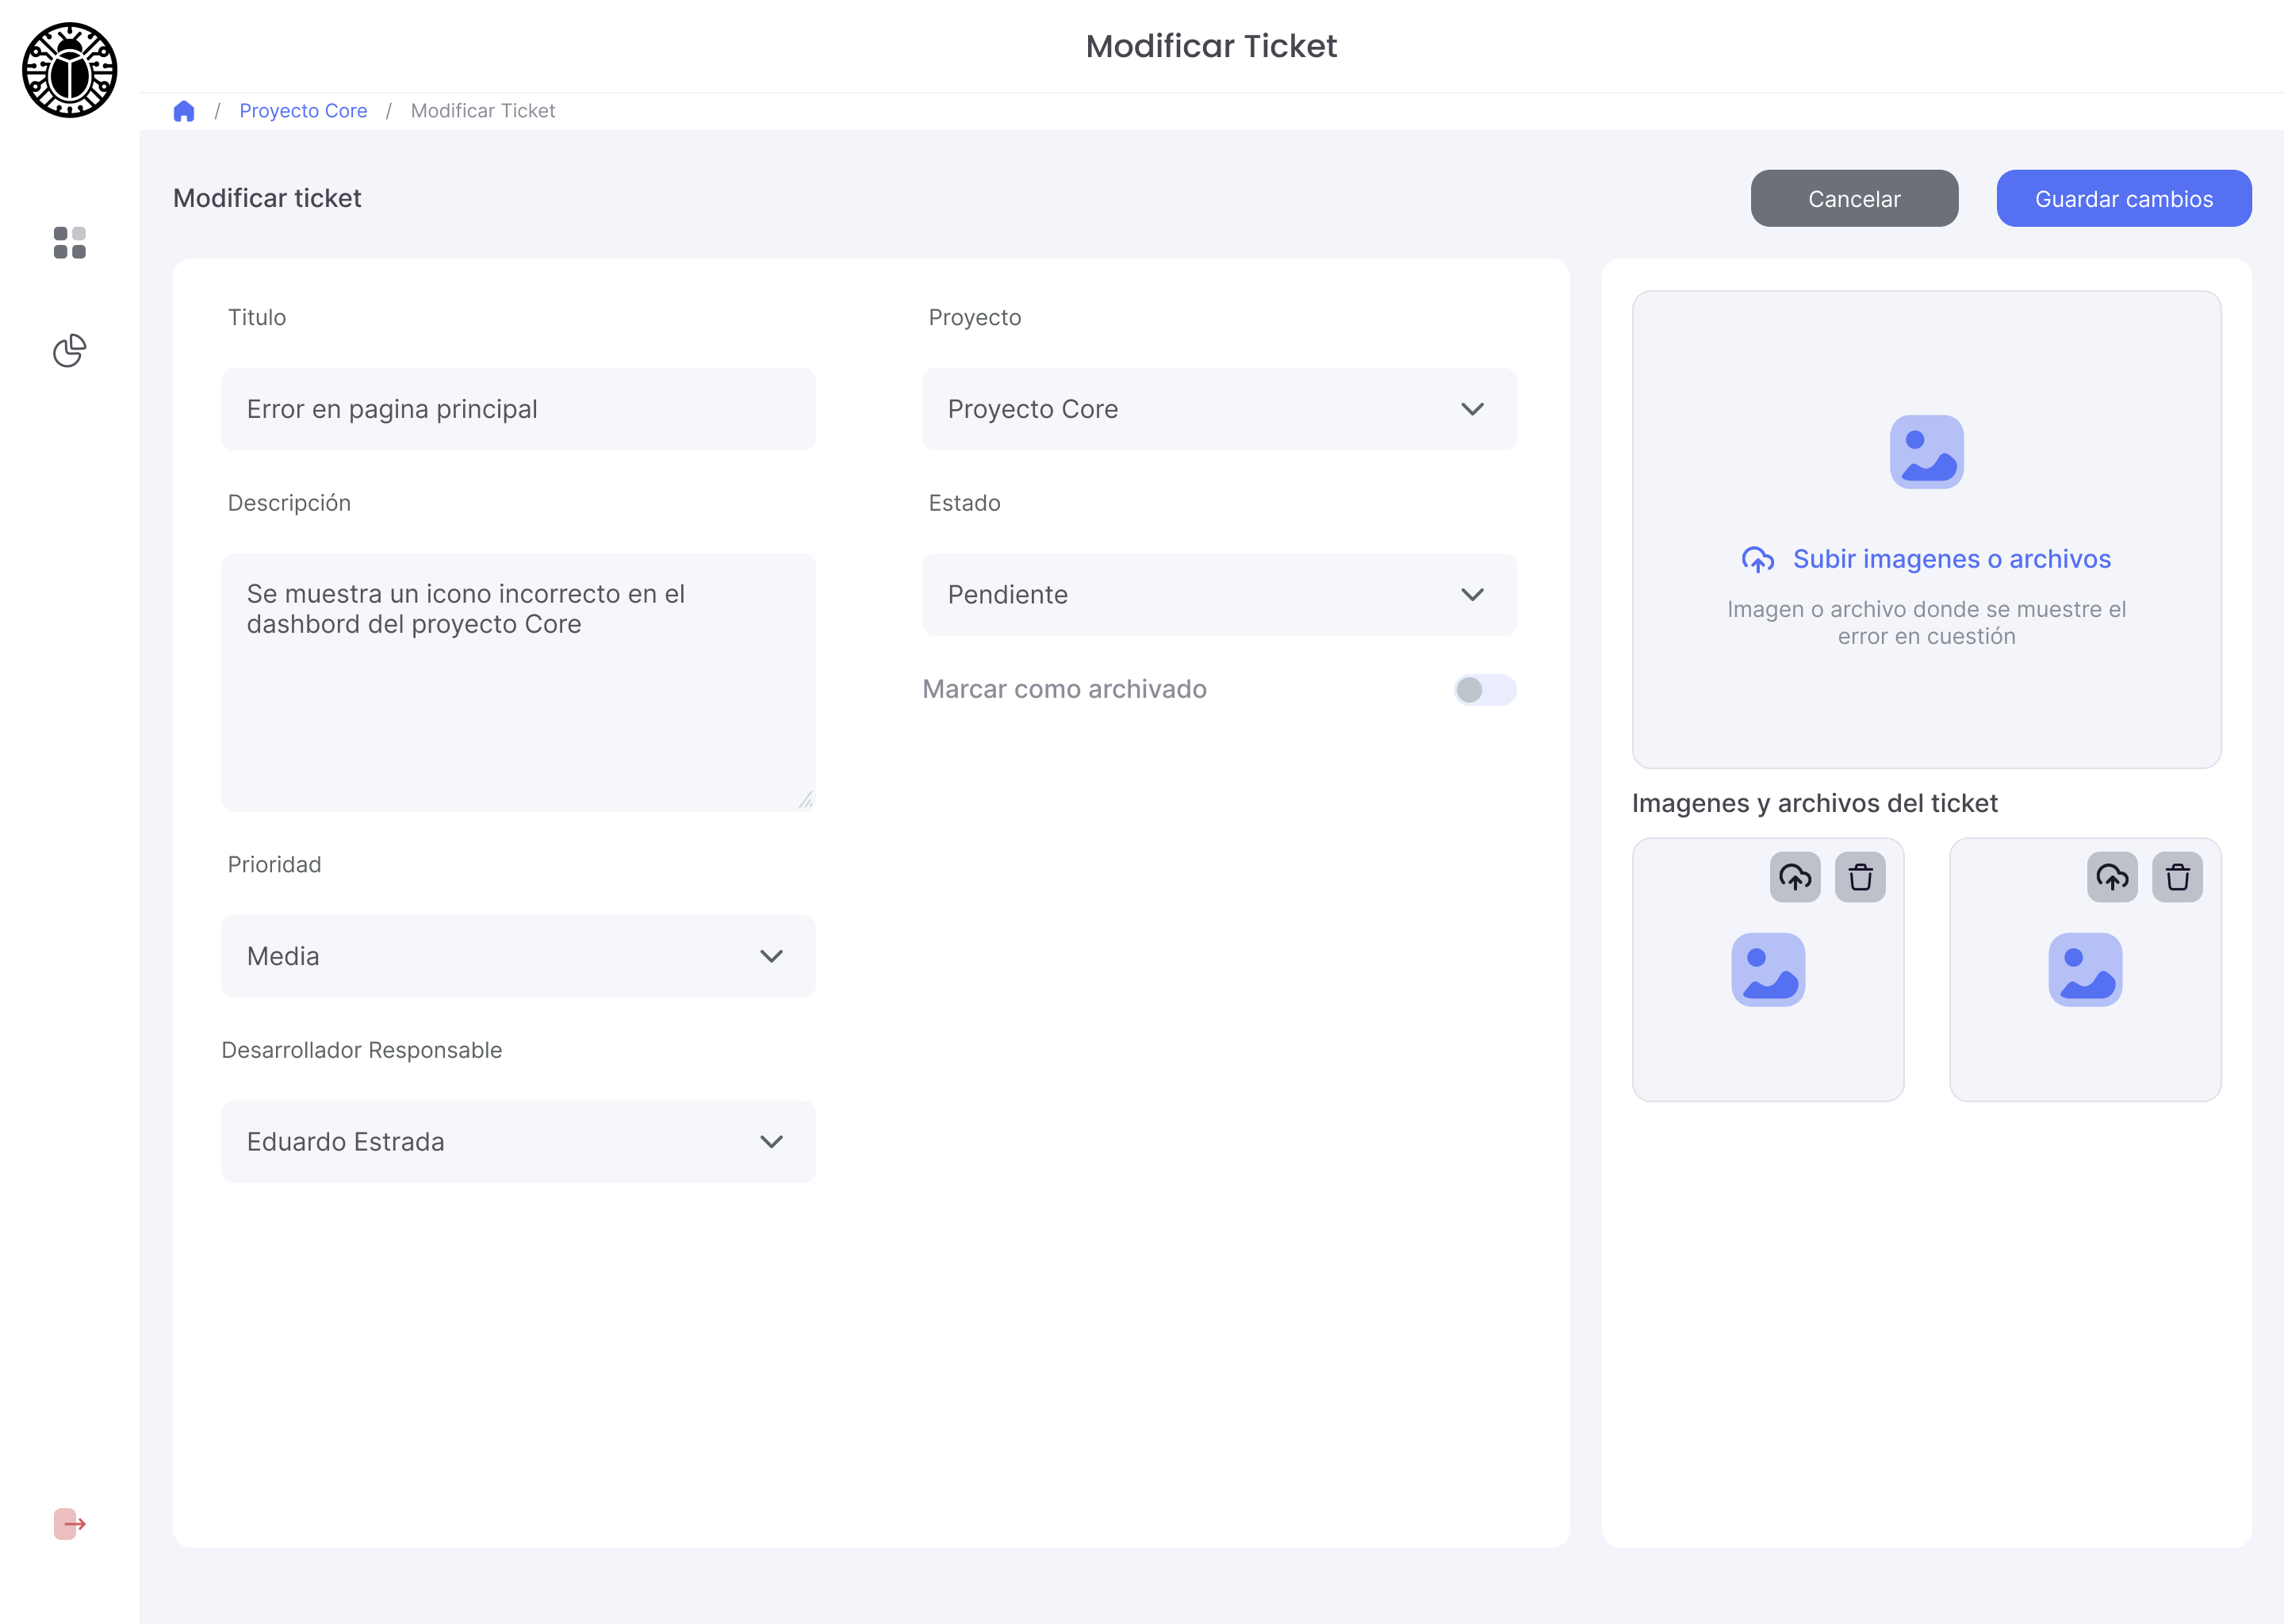 Modificar Ticket
/ Proyecto Core / Modificar Ticket
Modificar ticket
Cancelar
Guardar cambios
Titulo
Error en pagina principal
Descripción
Se muestra un icono incorrecto en el
dashbord del proyecto Core
Prioridad
Media
Desarrollador Responsable
Eduardo Estrada
Proyecto
Proyecto Core
Estado
Pendiente
Marcar como archivado
Subir imagenes o archivos
Imagen o archivo donde se muestre el
error en cuestión
Imagenes y archivos del ticket